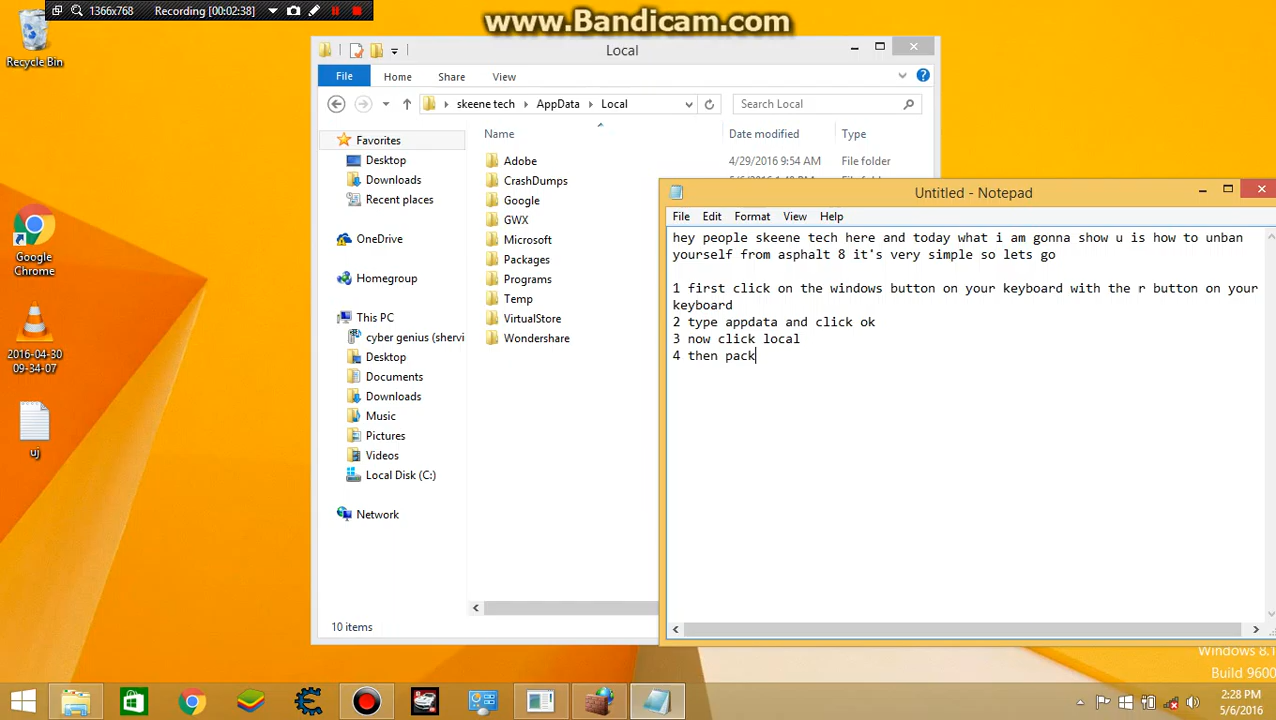 1366x768 Recording [00:02:38]
www.Bandicam.com
Recycle Bin
Google
Chrome
2016-04-30
09-34-07
uj
Local
File Home Share View
skeene tech AppData Local
Search Local
Name Date modified Type
Favorites
Desktop
Downloads
Recent places
OneDrive
Homegroup
This PC
cyber genius (shervi
Desktop
Documents
Downloads
Music
Pictures
Videos
Local Disk (C:)
Network
Adobe 4/29/2016 9:54 AM File folder
CrashDumps
Google
GWX
Microsoft
Packages
Programs
Temp
VirtualStore
Wondershare
10 items
Untitled - Notepad
File Edit Format View Help
hey people skeene tech here and today what i am gonna show u is how to unban
yourself from asphalt 8 it's very simple so lets go
1 first click on the windows button on your keyboard with the r button on your
keyboard
2 type appdata and click ok
3 now click local
4 then pack
Windows 8.1
Build 9600
2:28 PM
5/6/2016